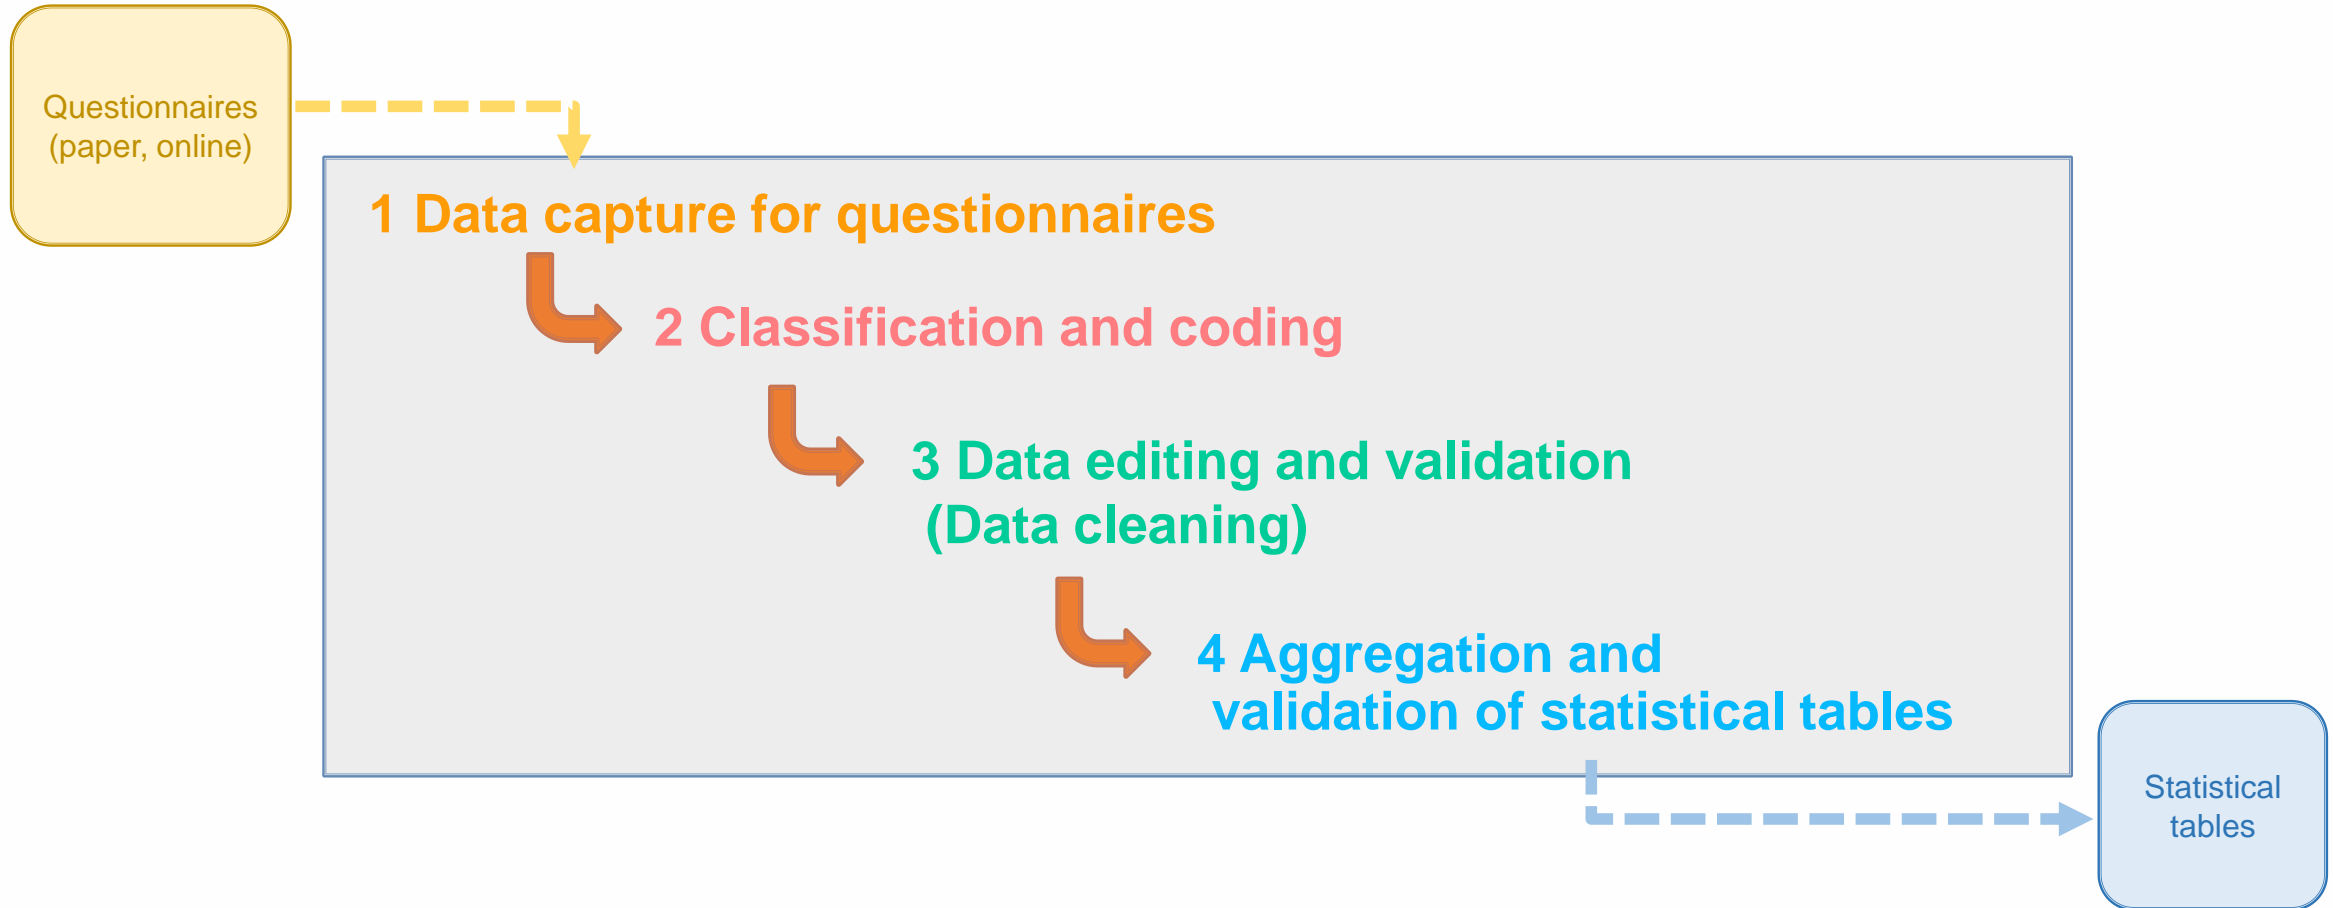 Questionnaires
(paper, online)
1 Data capture for questionnaires
2 Classification and coding
3 Data editing and validation
(Data cleaning)
4 Aggregation and
validation of statistical tables
Statistical
tables